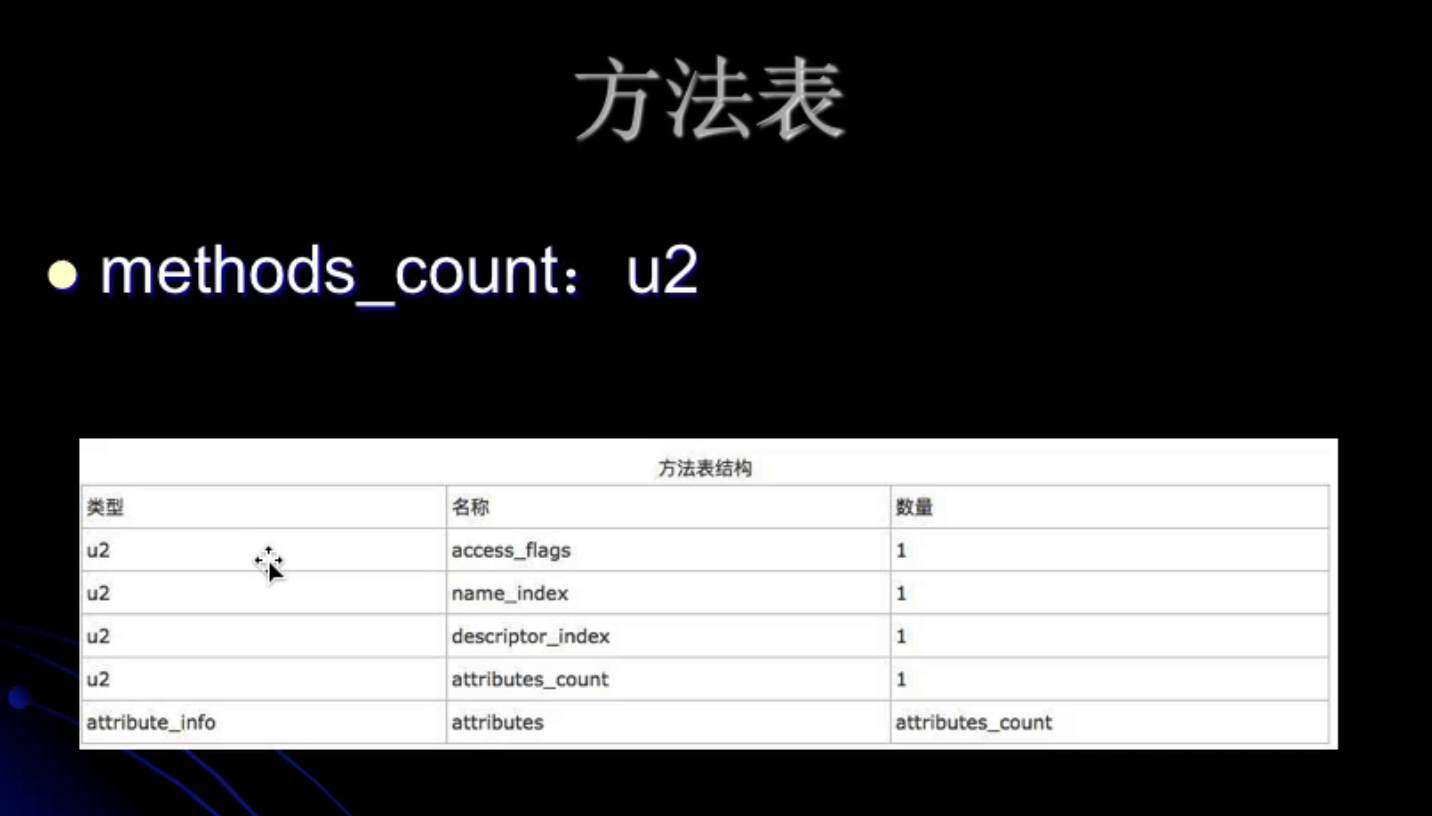 方法表
methods_count： u2
方法表结构
类型 名称 数量
u2 access_flags 1
u2 name_index 1
u2 descriptor_index 1
u2 attributes_count 1
attribute_info attributes attributes_count